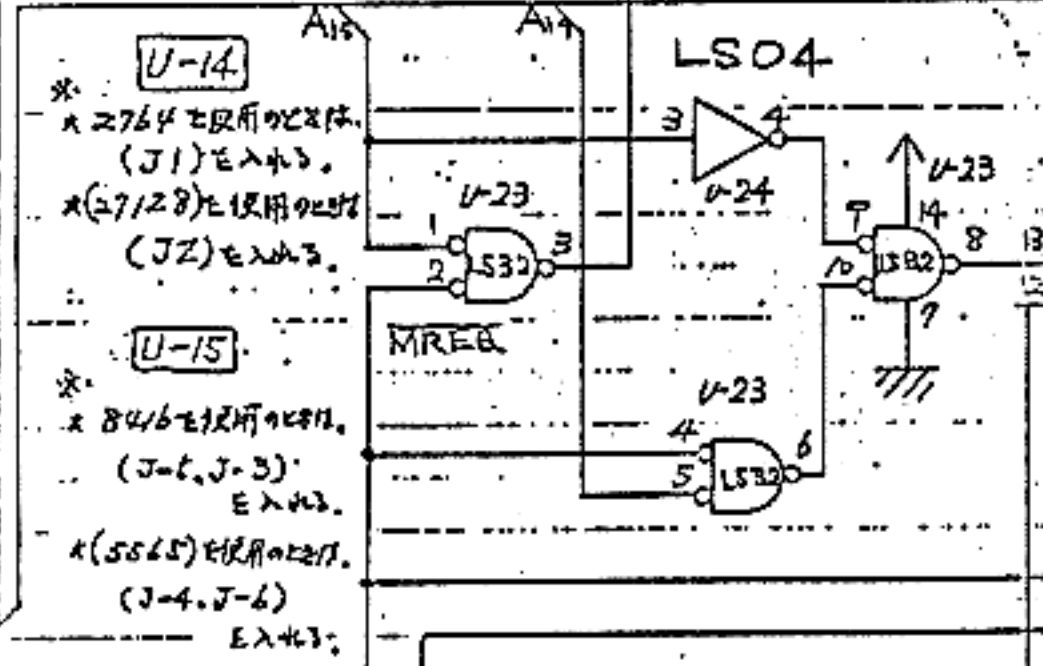 A15
A14
LS04
U-14
※
* 2764を使用のときは、
(J1)を入れる。
*(27128)を使用のときは
(J2)を入れる。
U-15
※
* 8416を使用のときは、
(J-5、J-3)
を入れる。
*(5565)を使用のときは、
(J-4、J-6)
を入れる。
3
4
U-24
U-23
1
2
LS32
3
MREQ
U-23
9
10
LS32
14
7
8
13
12
U-23
4
5
LS32
6